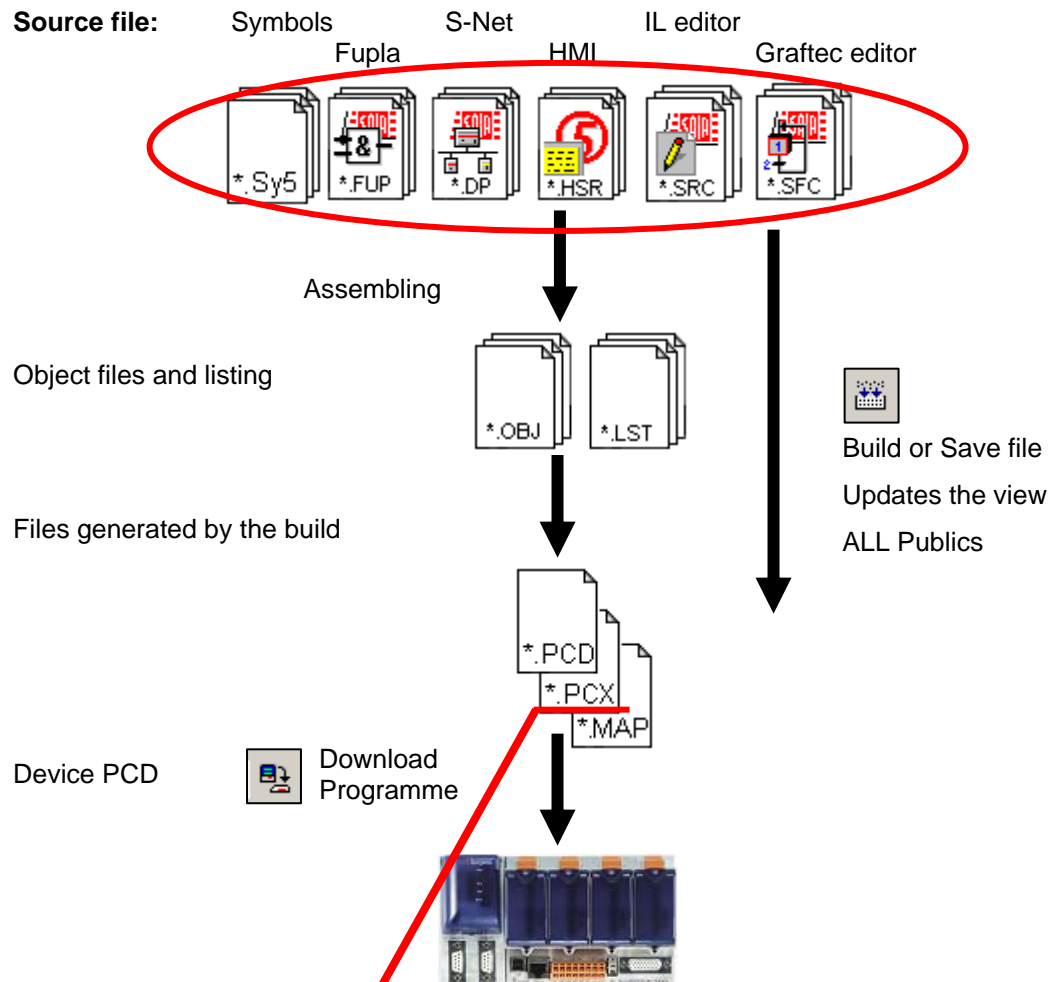 Source file: Symbols S-Net IL editor
Fupla HMI Graftec editor
*.Sy5 *.FUP *.DP *.HSR *.SRC *.SFC
Assembling
Object files and listing
*.OBJ *.LST
Build or Save file
Updates the view
ALL Publics
Files generated by the build
*.PCD
*.PCX
*.MAP
Device PCD
Download
Programme